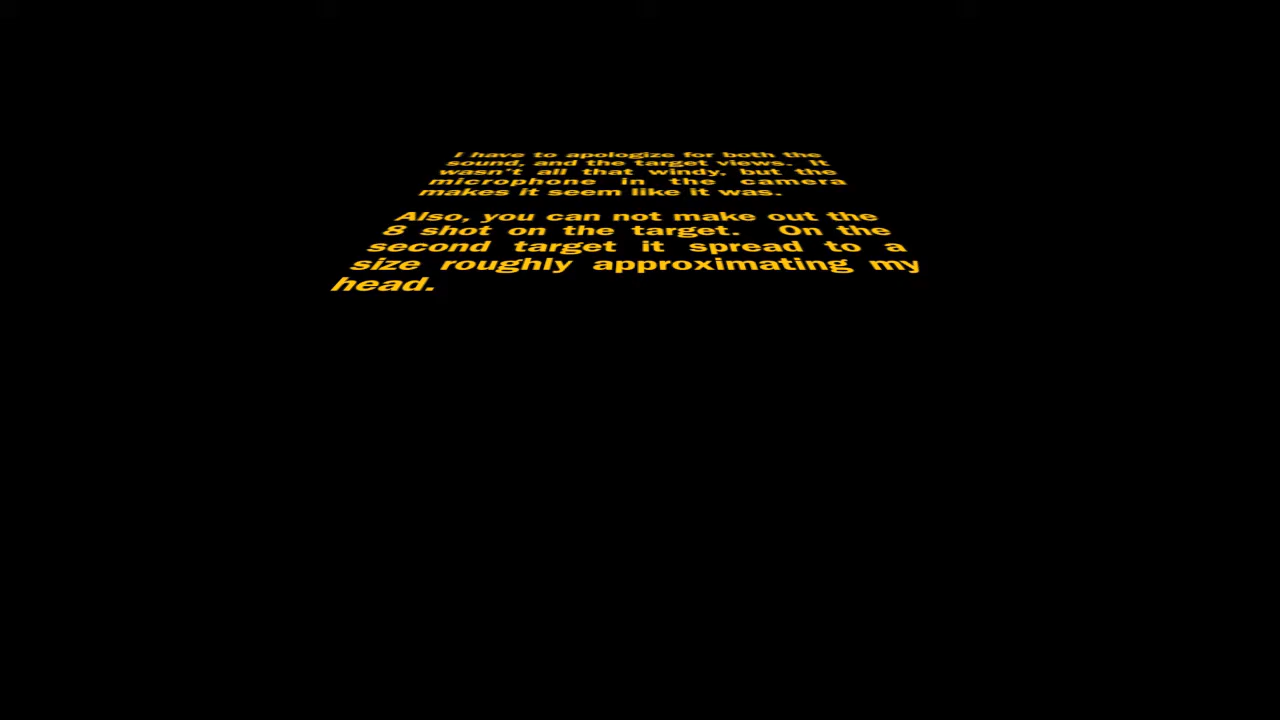 I have to apologize for both the
sound, and the target views. It
wasn't all that windy, but the
microphone in the camera
makes it seem like it was.
Also, you can not make out the
8 shot on the target. On the
second target it spread to a
size roughly approximating my
head.